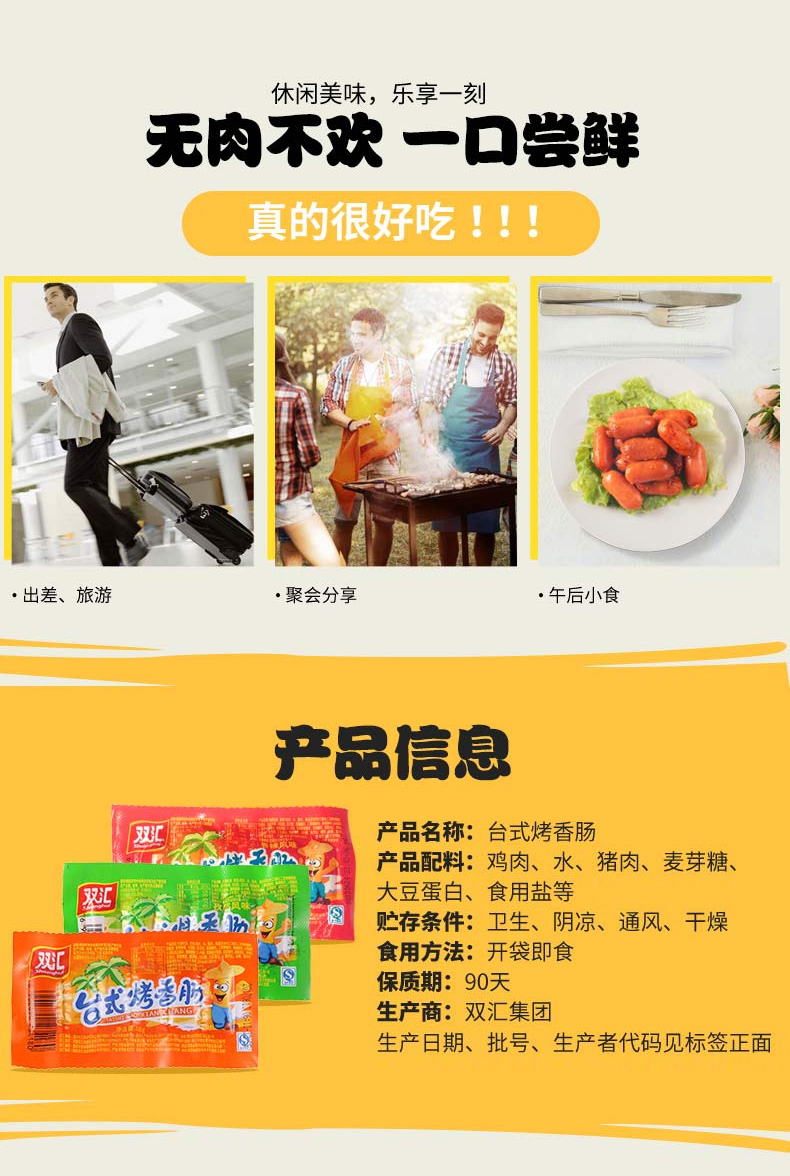 休闲美味，乐享一刻
无肉不欢 一口尝鲜
真的很好吃！！！
• 出差、旅游
• 聚会分享
• 午后小食
产品信息
产品名称：台式烤香肠
产品配料：鸡肉、水、猪肉、麦芽糖、
大豆蛋白、食用盐等
贮存条件：卫生、阴凉、通风、干燥
食用方法：开袋即食
保质期：90天
生产商：双汇集团
生产日期、批号、生产者代码见标签正面
双汇
Shuanghui
双汇
Shuanghui
双汇
Shuanghui
台式烤香肠